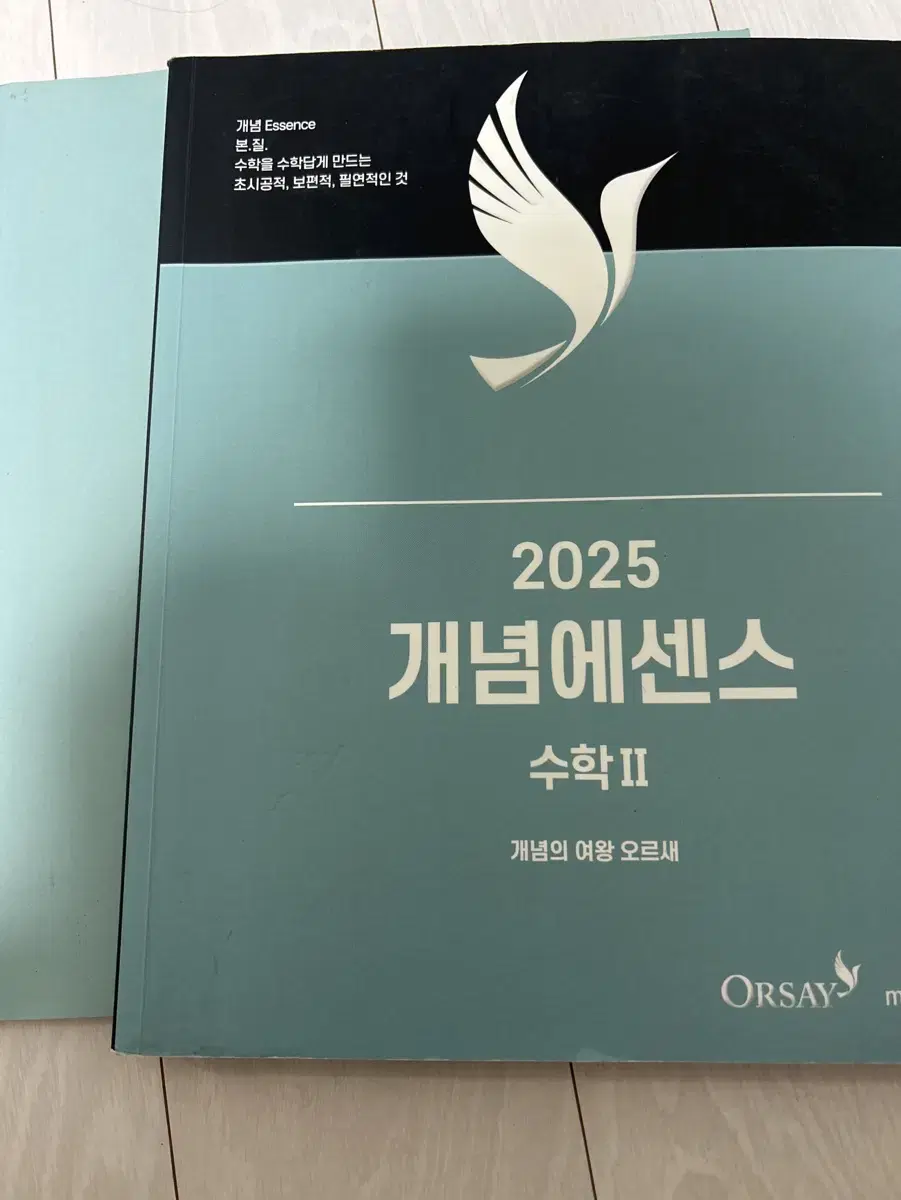 개념 Essence
본.질.
수학을 수학답게 만드는
초시공적, 보편적, 필연적인 것
2025
개념에센스
수학 II
개념의 여왕 오르새
ORSAY
m